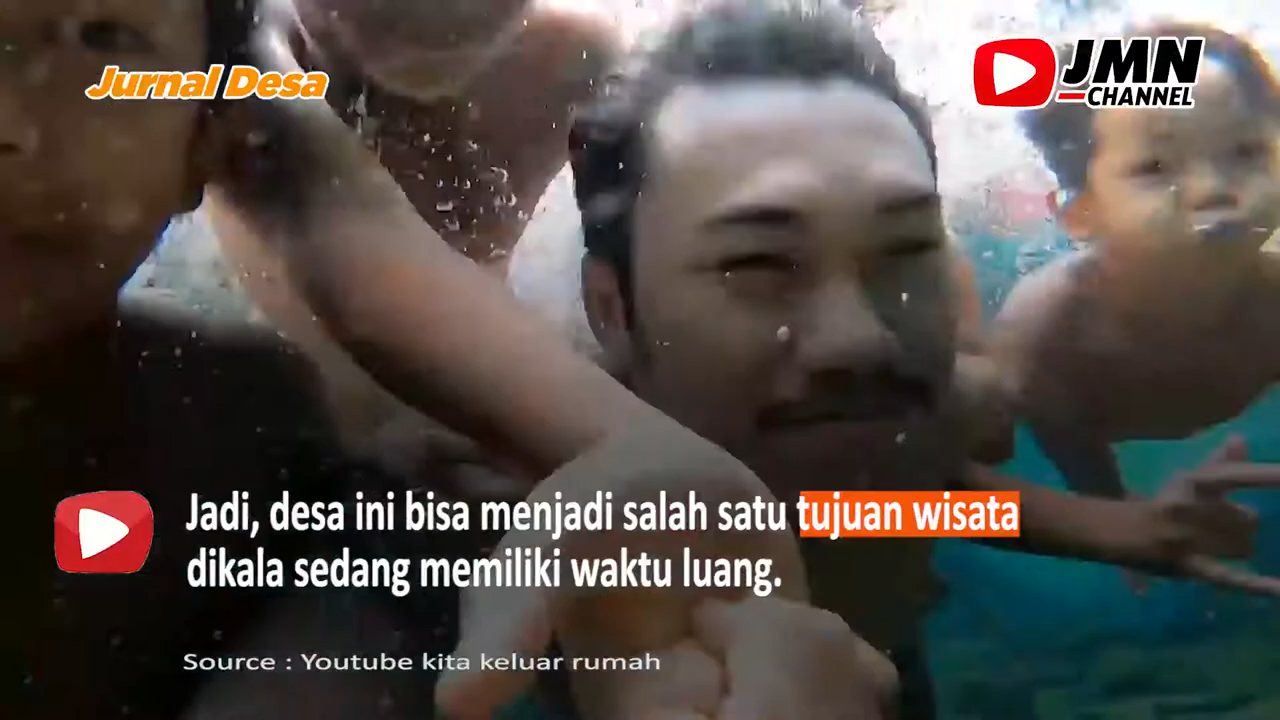 Jurnal Desa
JMN
CHANNEL
Jadi, desa ini bisa menjadi salah satu tujuan wisata
dikala sedang memiliki waktu luang.
Source : Youtube kita keluar rumah